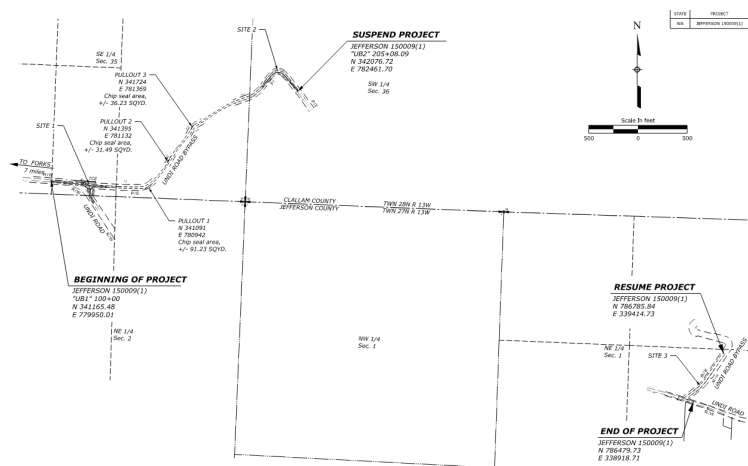 STATE PROJECT
WA JEFFERSON 150009(1)
N
Scale in feet
500 0 500
SITE 2
SUSPEND PROJECT
JEFFERSON 150009(1)
"UB2" 205+08.09
N 342076.72
E 782461.70
SW 1/4
Sec. 36
SE 1/4
Sec. 35
PULLOUT 3
N 341724
E 781369
Chip seal area,
+/- 36.23 SQYD.
PULLOUT 2
N 341395
E 781132
Chip seal area,
+/- 31.49 SQYD.
SITE 1
UNDI ROAD BYPASS
TO FORKS
7 miles
UNDI ROAD
PULLOUT 1
N 341091
E 780942
Chip seal area,
+/- 91.23 SQYD.
CLALLAM COUNTY
JEFFERSON COUNTY
TWN 28N R 13W
TWN 27N R 13W
BEGINNING OF PROJECT
JEFFERSON 150009(1)
"UB1" 100+00
N 341165.48
E 779950.01
NE 1/4
Sec. 2
NW 1/4
Sec. 1
RESUME PROJECT
JEFFERSON 150009(1)
N 786785.84
E 339414.73
NE 1/4
Sec. 1
SITE 3
UNDI ROAD BYPASS
UNDI ROAD
END OF PROJECT
JEFFERSON 150009(1)
N 786479.73
E 338918.71